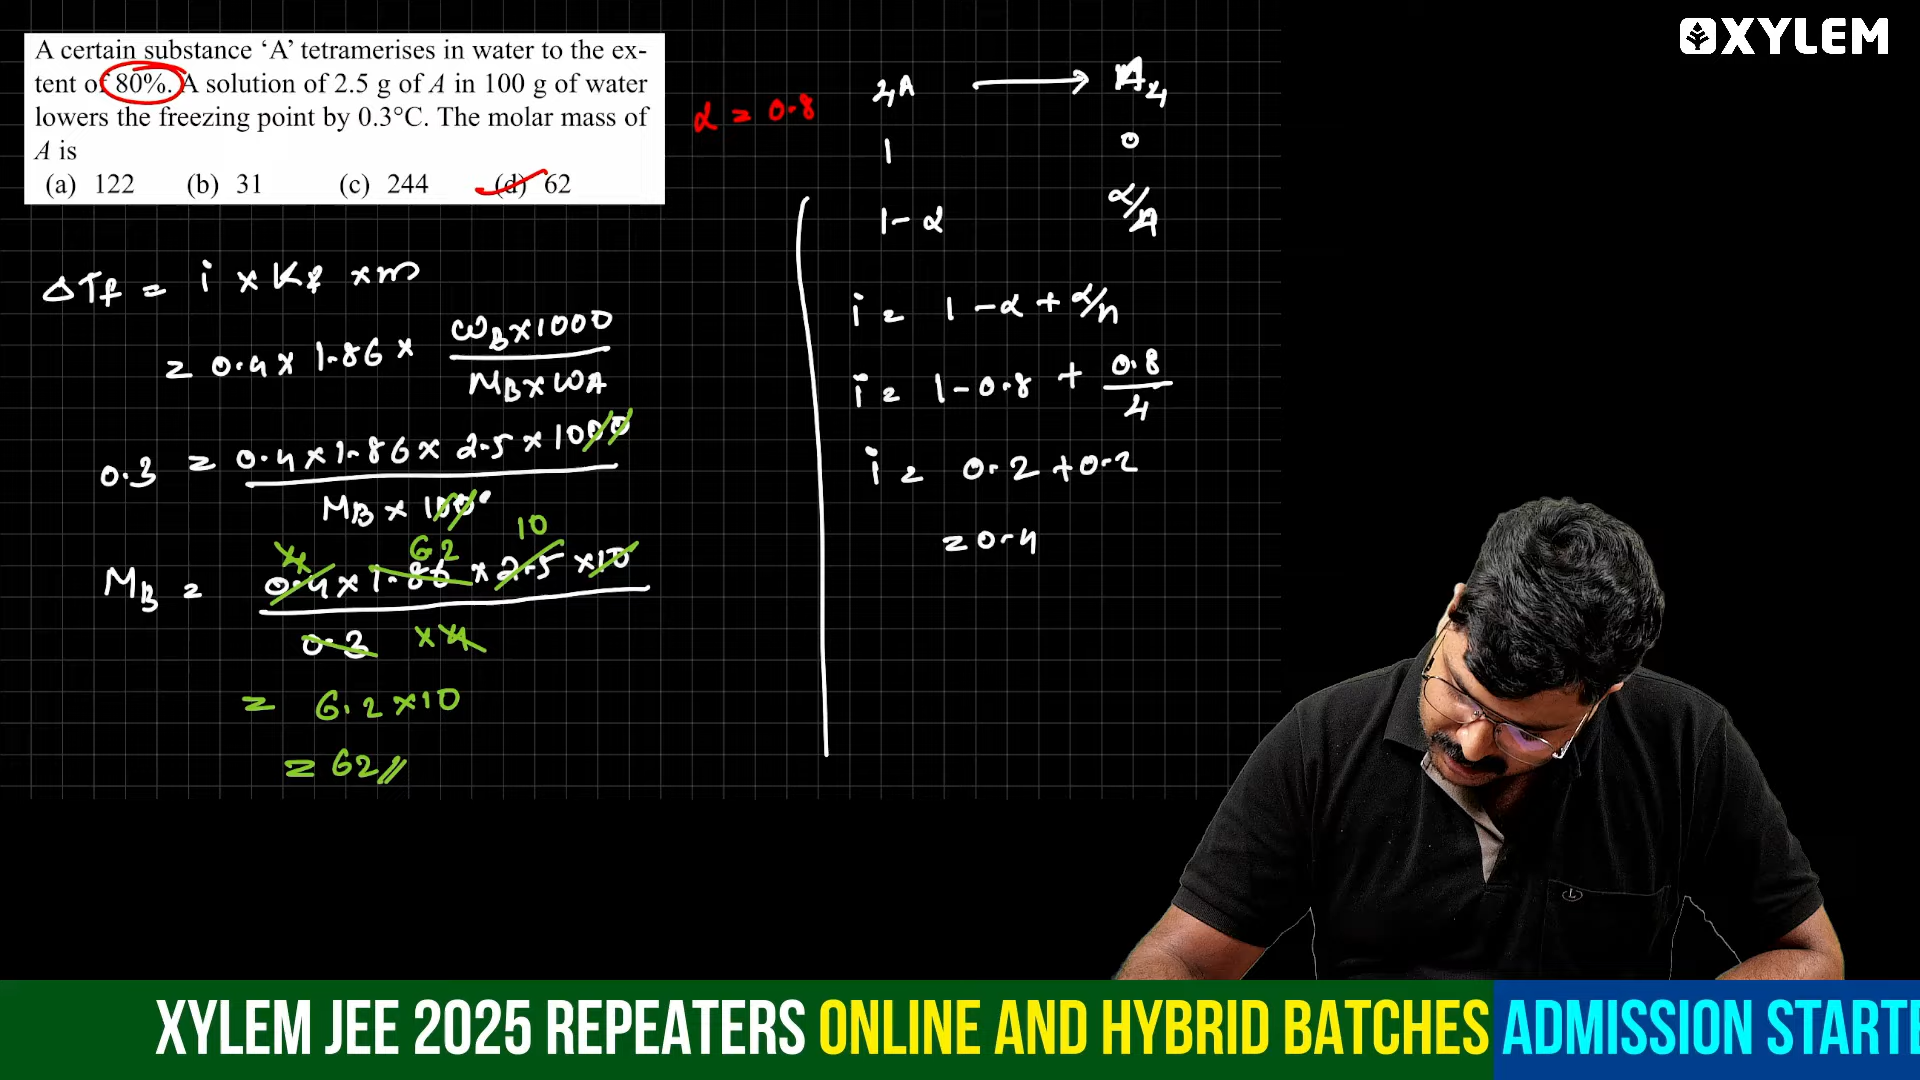 XYLEM
A certain substance ‘A’ tetramerises in water to the ex-
tent of 80%. A solution of 2.5 g of A in 100 g of water
lowers the freezing point by 0.3°C. The molar mass of
A is
(a) 122 (b) 31 (c) 244 (d) 62
α = 0.8
4A ⟶ A4
1 0
1-α α/4
ΔTf = i × Kf × m
= 0.4 × 1.86 × WB×1000 / MB×WA
0.3 = 0.4×1.86×2.5×1000 / MB × 100
MB = 0.4×1.86×2.5×10 / 0.3
4 62 10
× 4
= 6.2×10
= 62//
i = 1-α + α/n
i = 1-0.8 + 0.8/4
i = 0.2+0.2
=0.4
XYLEM JEE 2025 REPEATERS ONLINE AND HYBRID BATCHES ADMISSION STARTE